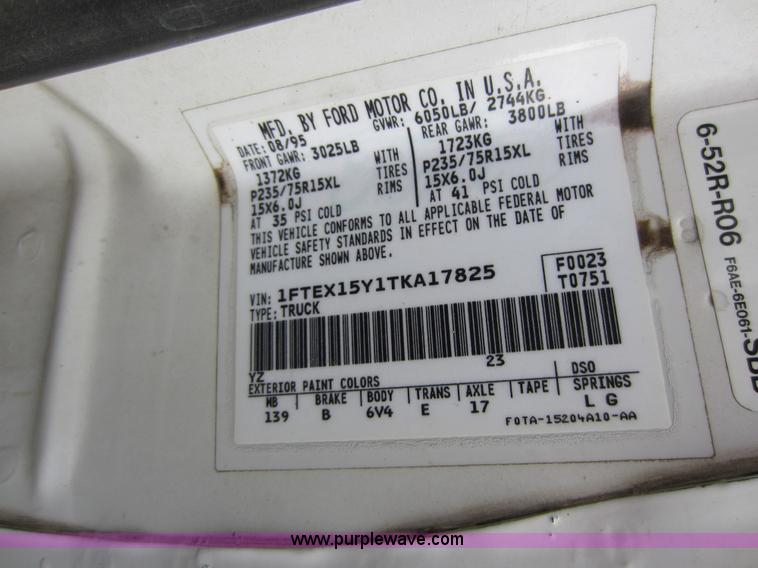 MFD. BY FORD MOTOR CO. IN U.S.A.
DATE: 08/95 GVWR: 6050LB/ 2744KG
FRONT GAWR: 3025LB REAR GAWR: 3800LB
1372KG WITH 1723KG WITH
P235/75R15XL TIRES P235/75R15XL TIRES
15X6.0J RIMS 15X6.0J RIMS
AT 35 PSI COLD AT 41 PSI COLD
THIS VEHICLE CONFORMS TO ALL APPLICABLE FEDERAL MOTOR
VEHICLE SAFETY STANDARDS IN EFFECT ON THE DATE OF
MANUFACTURE SHOWN ABOVE.
VIN: 1FTEX15Y1TKA17825 F0023
TYPE: TRUCK T0751
YZ 23
EXTERIOR PAINT COLORS DSO
WB BRAKE BODY TRANS AXLE TAPE SPRINGS
139 B 6V4 E 17 L G
F0TA-15204A10-AA
6-52R-R06
F6AE-6E061-SBB
www.purplewave.com